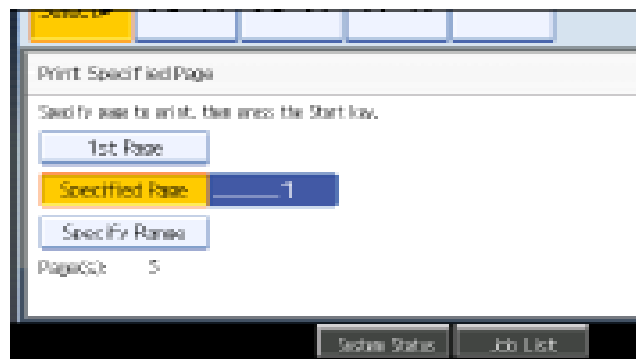 Print Specified Page
Specify page to print, then press the Start key.
1st Page
Specified Page 1
Specify Range
Page(s): 5
System Status Job List